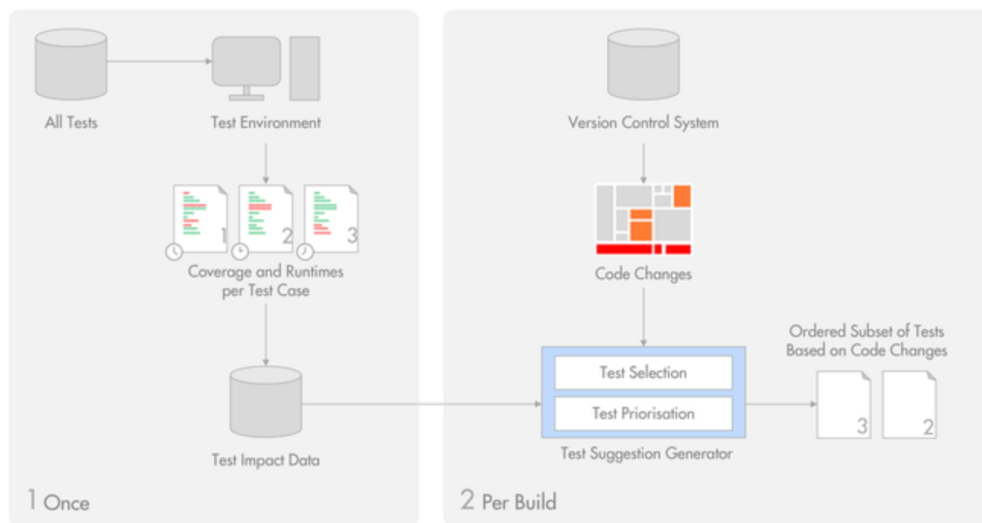 All Tests
Test Environment
1
2
3
Coverage and Runtimes
per Test Case
Test Impact Data
1 Once
Version Control System
Code Changes
Test Selection
Test Priorisation
Test Suggestion Generator
Ordered Subset of Tests
Based on Code Changes
3
2
2 Per Build